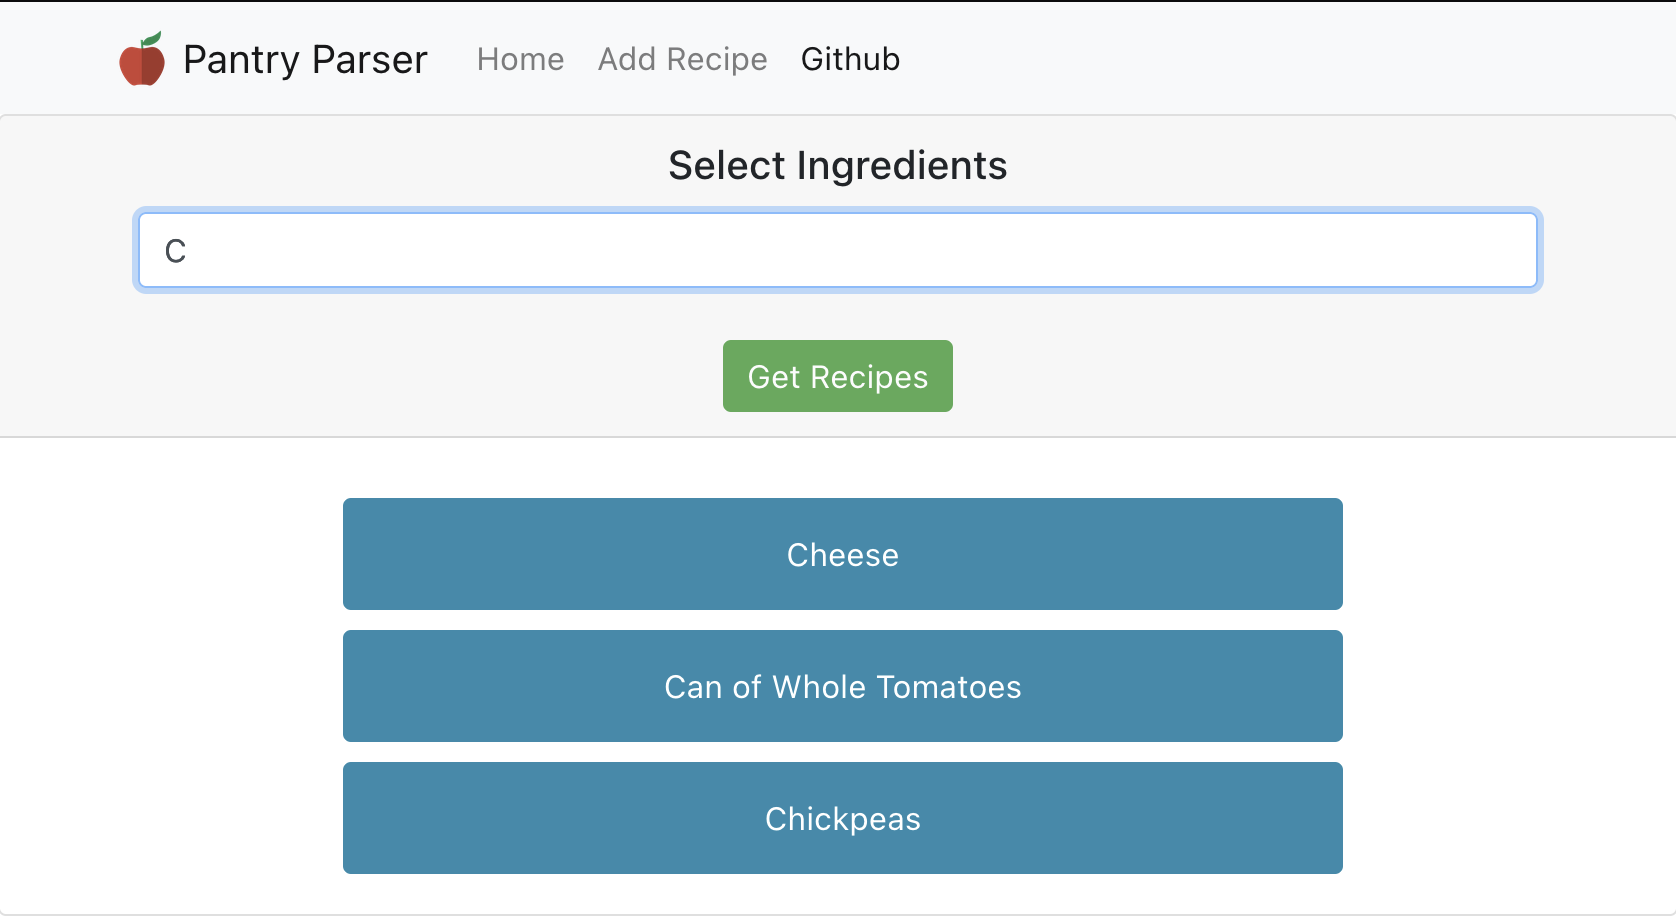 Pantry Parser Home Add Recipe Github
Select Ingredients
C
Get Recipes
Cheese
Can of Whole Tomatoes
Chickpeas